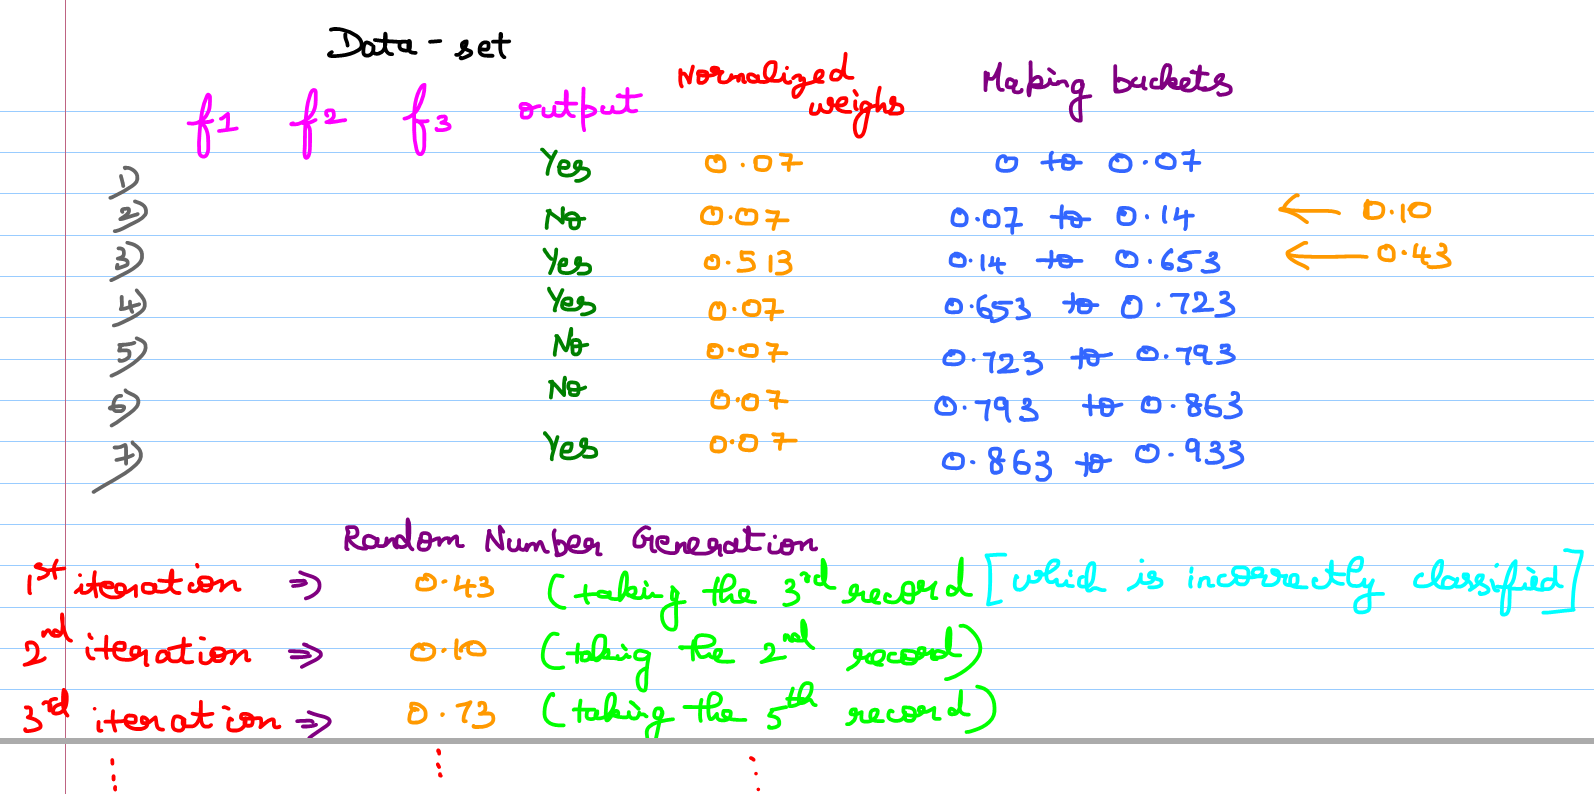 Data-set
f1 f2 f3 output Normalized weighs Making buckets
1) Yes 0.07 0 to 0.07
2) No 0.07 0.07 to 0.14 ← 0.10
3) Yes 0.513 0.14 to 0.653 ← 0.43
4) Yes 0.07 0.653 to 0.723
5) No 0.07 0.723 to 0.793
6) No 0.07 0.793 to 0.863
7) Yes 0.07 0.863 to 0.933
Random Number Generation
1st iteration ⇒ 0.43 (taking the 3rd record [which is incorrectly classified]
2nd iteration ⇒ 0.10 (taking the 2nd record)
3rd iteration ⇒ 0.73 (taking the 5th record)